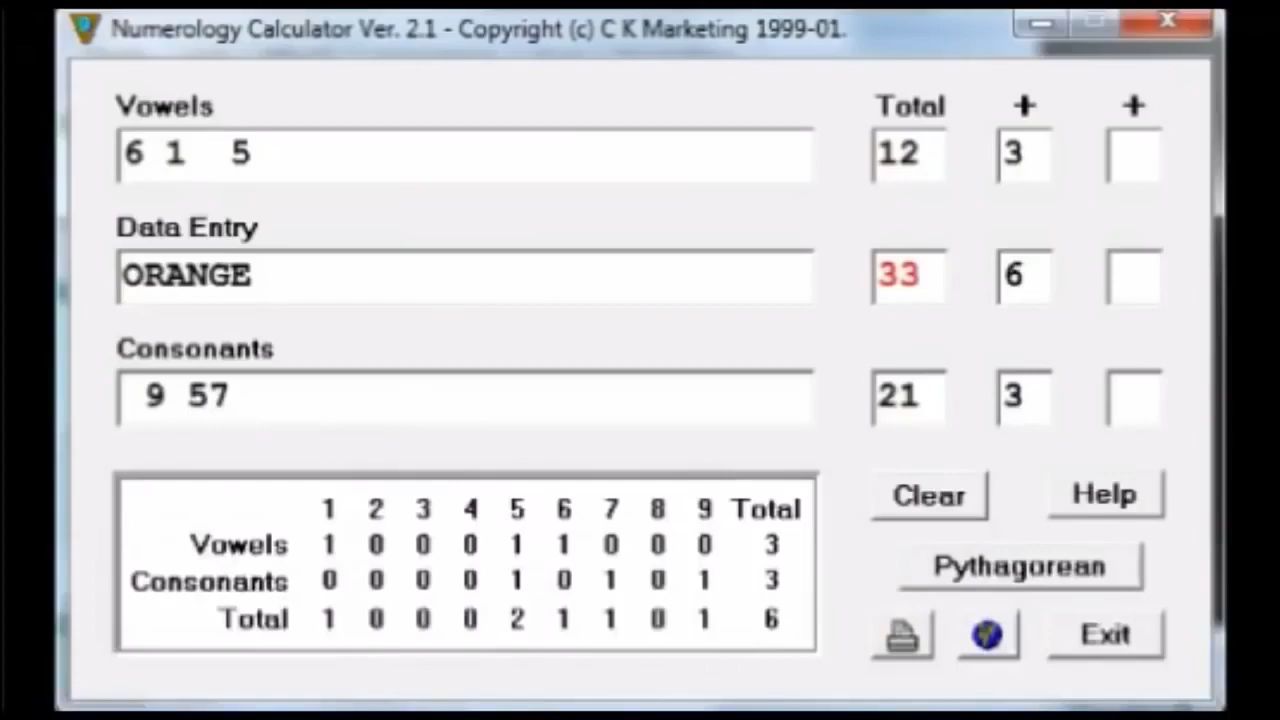 Numerology Calculator Ver. 2.1 - Copyright (c) C K Marketing 1999-01.
Vowels Total + +
6 1 5 12 3
Data Entry
ORANGE 33 6
Consonants
9 57 21 3
1 2 3 4 5 6 7 8 9 Total
Vowels 1 0 0 0 1 1 0 0 0 3
Consonants 0 0 0 0 1 0 1 0 1 3
Total 1 0 0 0 2 1 1 0 1 6
Clear Help
Pythagorean
Exit